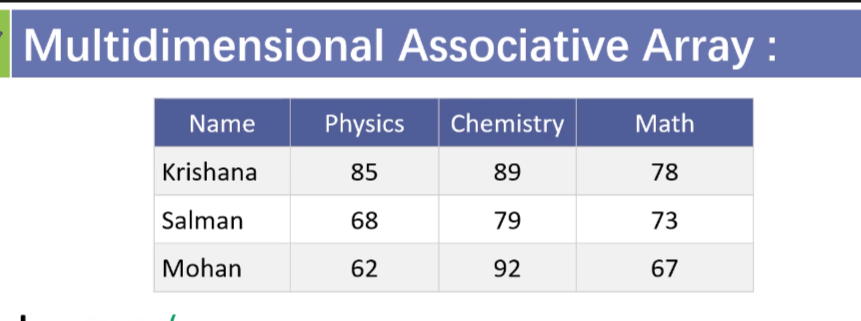 Multidimensional Associative Array :
Name Physics Chemistry Math
Krishana 85 89 78
Salman 68 79 73
Mohan 62 92 67